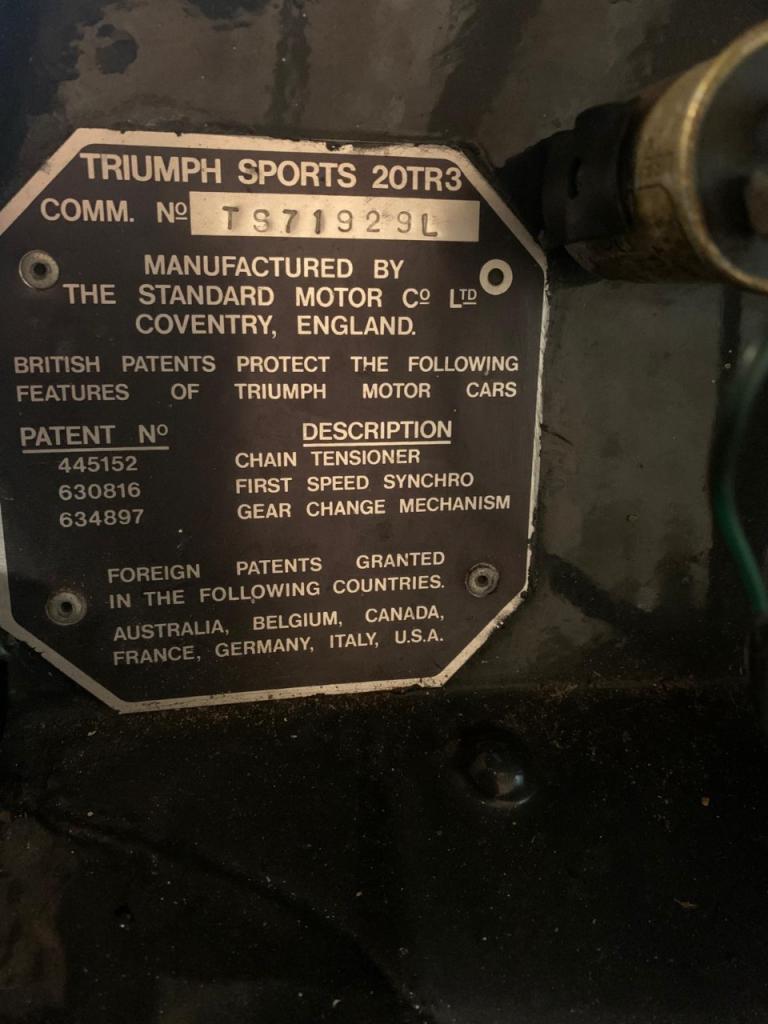 TRIUMPH SPORTS 20TR3
COMM. Nº TS71929L
MANUFACTURED BY
THE STANDARD MOTOR Cº LTD
COVENTRY, ENGLAND.
BRITISH PATENTS PROTECT THE FOLLOWING
FEATURES OF TRIUMPH MOTOR CARS
PATENT Nº DESCRIPTION
445152 CHAIN TENSIONER
630816 FIRST SPEED SYNCHRO
634897 GEAR CHANGE MECHANISM
FOREIGN PATENTS GRANTED
IN THE FOLLOWING COUNTRIES.
AUSTRALIA, BELGIUM, CANADA,
FRANCE, GERMANY, ITALY, U.S.A.